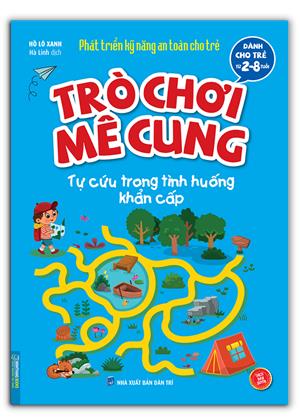 HỒ LÔ XANH
Hà Linh dịch
Phát triển kỹ năng an toàn cho trẻ
DÀNH
CHO TRẺ
TỪ 2-8 TUỔI
TRÒ CHƠI
MÊ CUNG
Tự cứu trong tình huống
khẩn cấp
NHÀ XUẤT BẢN DÂN TRÍ